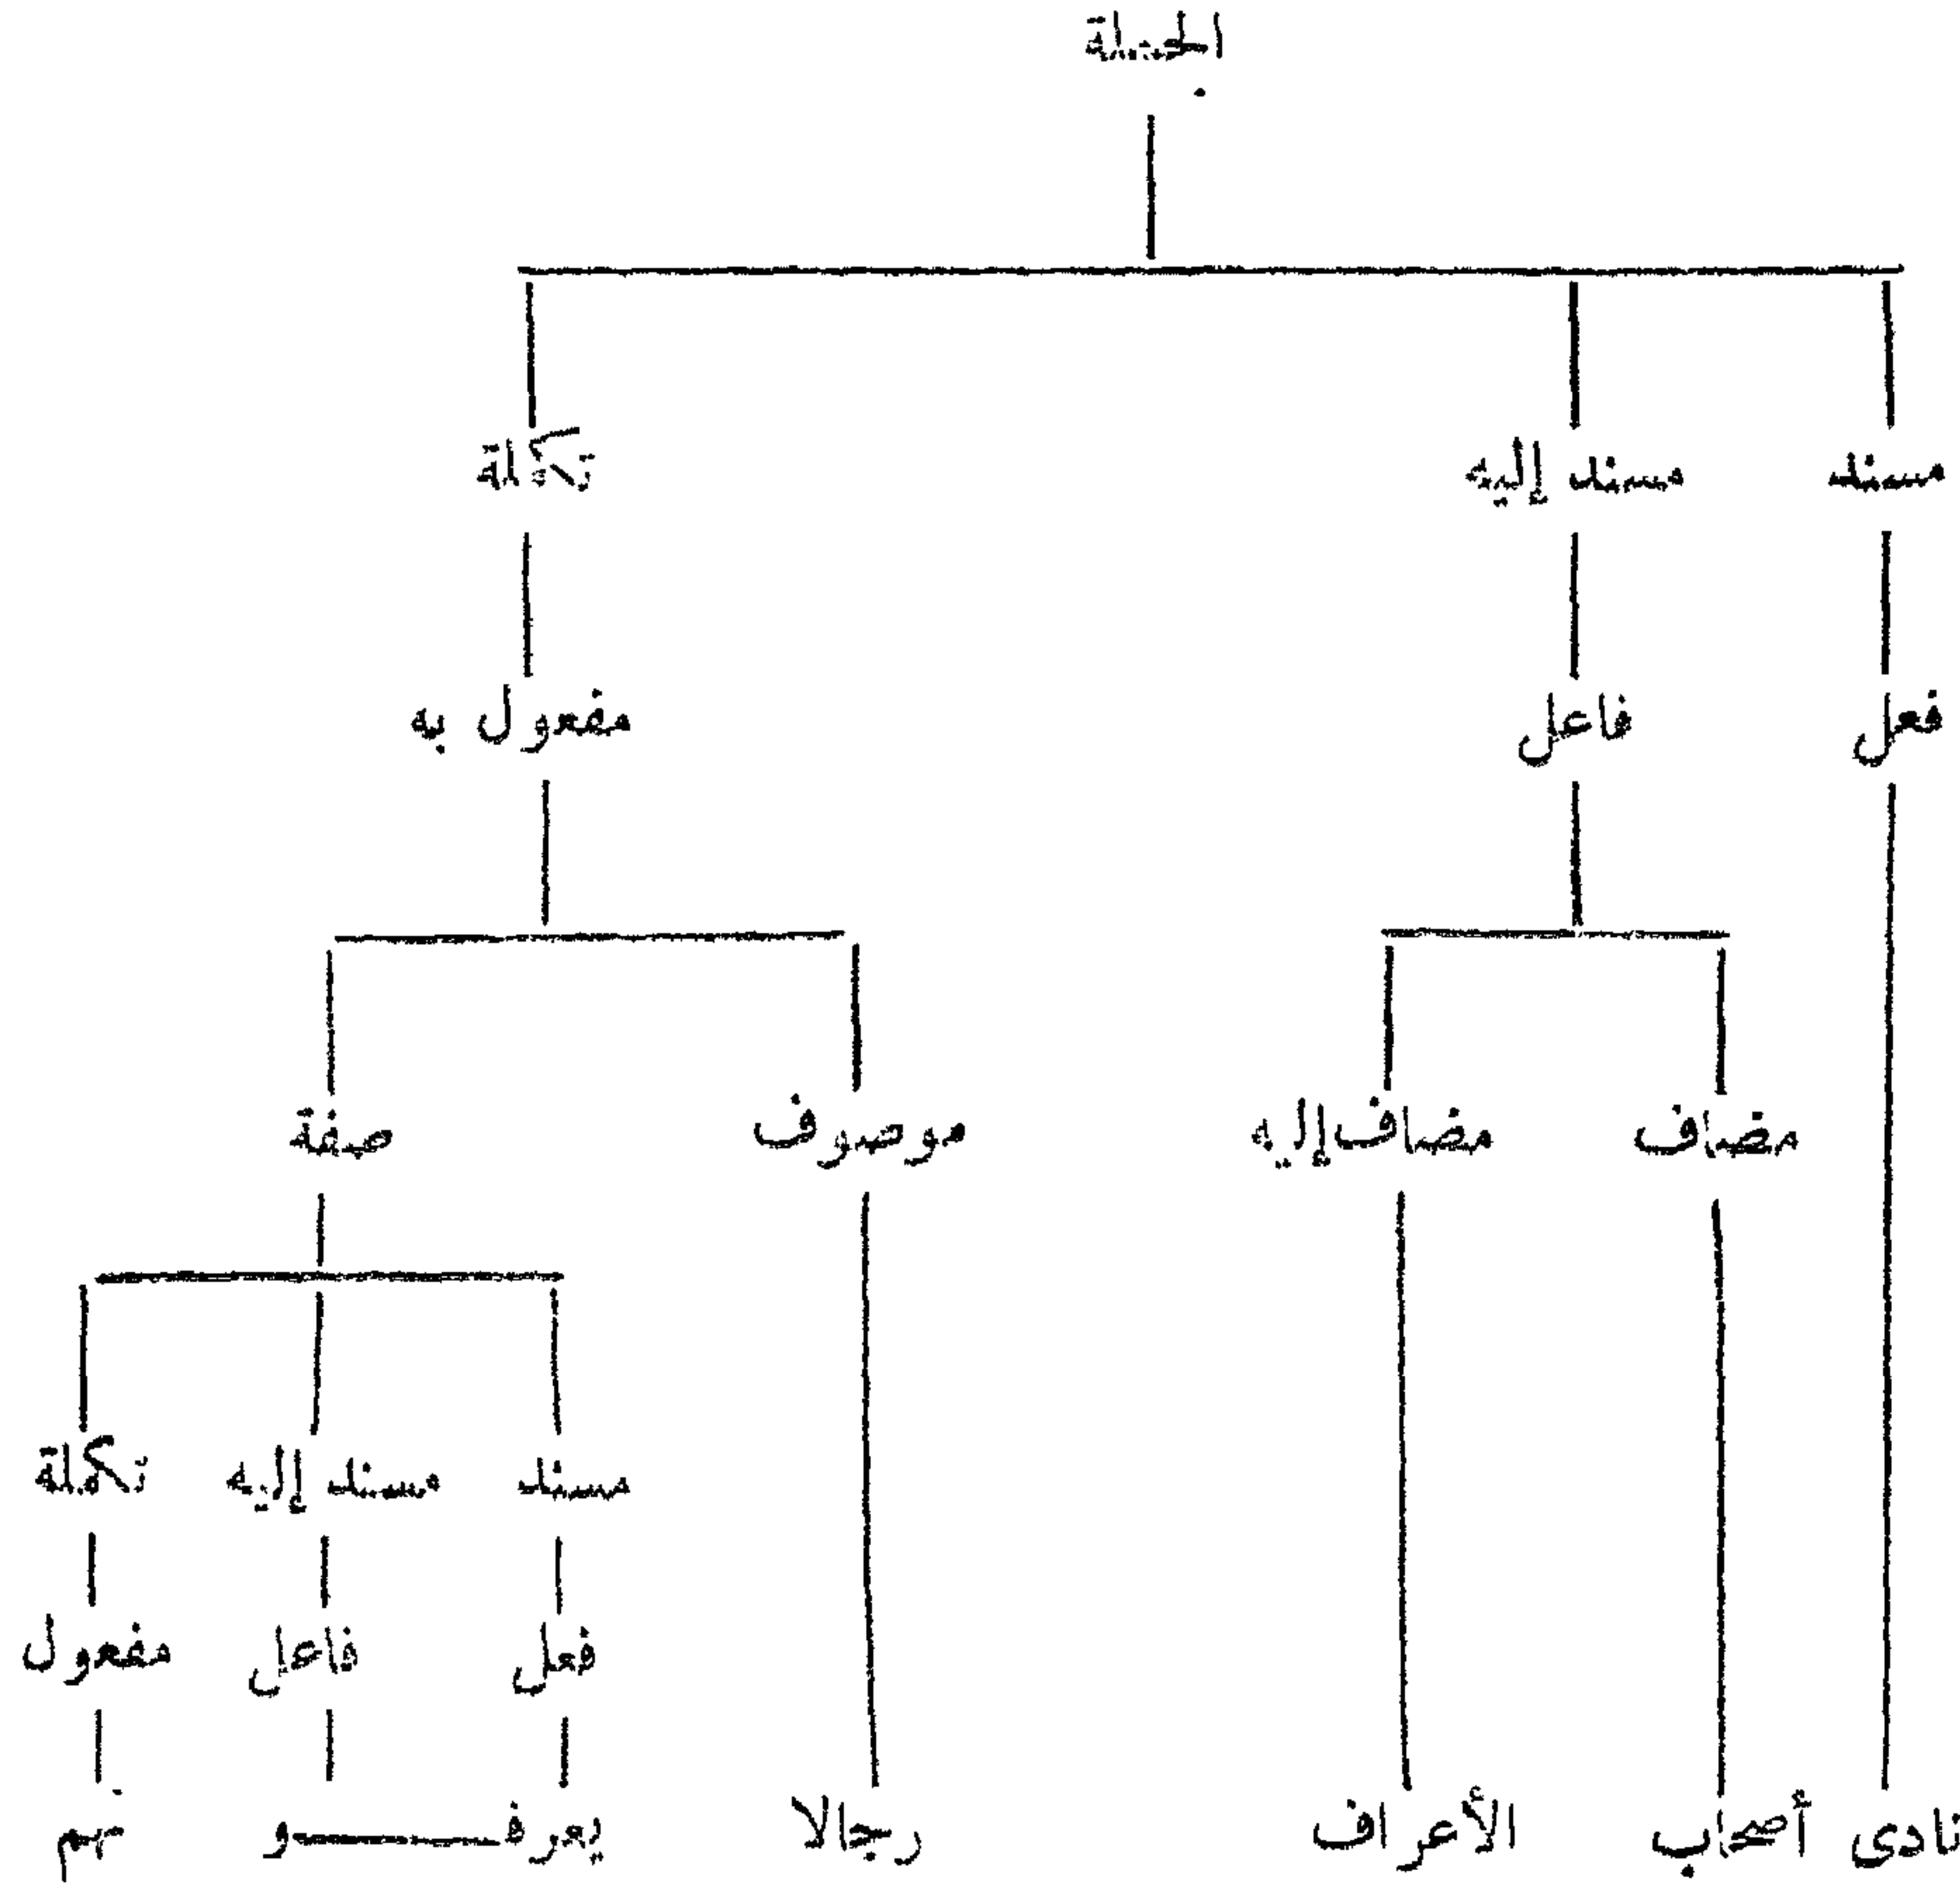 الجملة
مسند مسند إليه تكملة
فعل فاعل مفعول به
مضاف مضاف إليه موصوف صفة
مسند مسند إليه تكملة
فعل فاعل مفعول
نادى أصحاب الأعراف رجالا يعرفـــو نهم